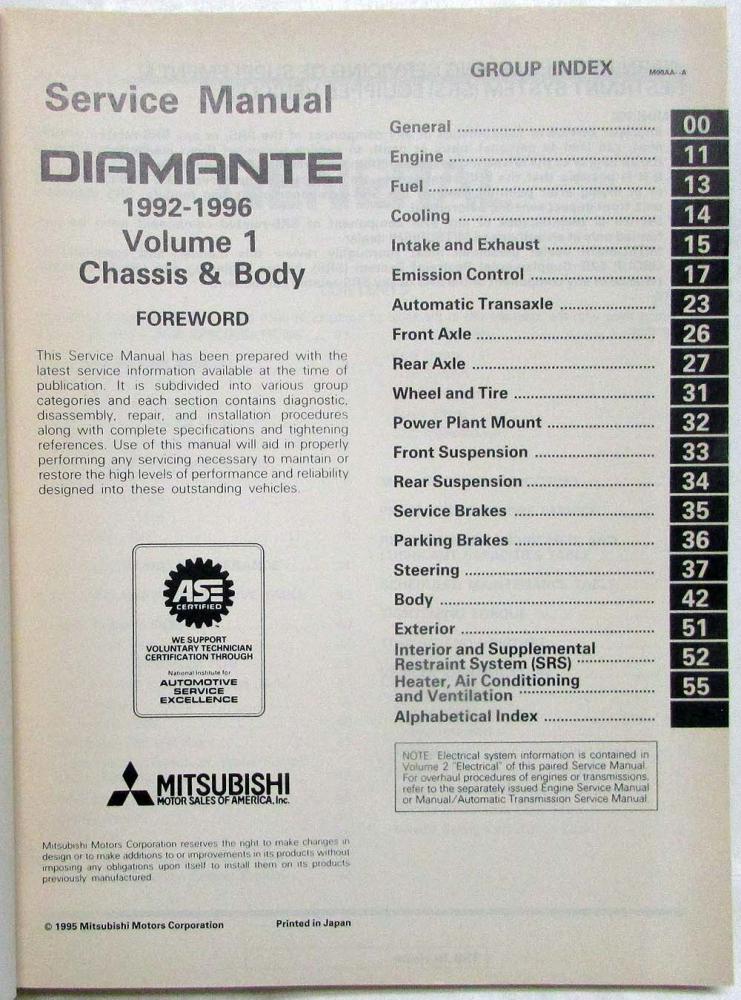 Service Manual
DIAMANTE
1992-1996
Volume 1
Chassis & Body
FOREWORD
This Service Manual has been prepared with the
latest service information available at the time of
publication. It is subdivided into various group
categories and each section contains diagnostic,
disassembly, repair, and installation procedures
along with complete specifications and tightening
references. Use of this manual will aid in properly
performing any servicing necessary to maintain or
restore the high levels of performance and reliability
designed into these outstanding vehicles.
ASE
CERTIFIED
WE SUPPORT
VOLUNTARY TECHNICIAN
CERTIFICATION THROUGH
National Institute for
AUTOMOTIVE
SERVICE
EXCELLENCE
MITSUBISHI
MOTOR SALES OF AMERICA, Inc.
Mitsubishi Motors Corporation reserves the right to make changes in
design or to make additions to or improvements in its products without
imposing any obligations upon itself to install them on its products
previously manufactured.
© 1995 Mitsubishi Motors Corporation Printed in Japan
GROUP INDEX M00AA--A
General 00
Engine 11
Fuel 13
Cooling 14
Intake and Exhaust 15
Emission Control 17
Automatic Transaxle 23
Front Axle 26
Rear Axle 27
Wheel and Tire 31
Power Plant Mount 32
Front Suspension 33
Rear Suspension 34
Service Brakes 35
Parking Brakes 36
Steering 37
Body 42
Exterior 51
Interior and Supplemental
Restraint System (SRS) 52
Heater, Air Conditioning
and Ventilation 55
Alphabetical Index
NOTE: Electrical system information is contained in
Volume 2 "Electrical" of this paired Service Manual.
For overhaul procedures of engines or transmissions,
refer to the separately issued Engine Service Manual
or Manual/Automatic Transmission Service Manual.